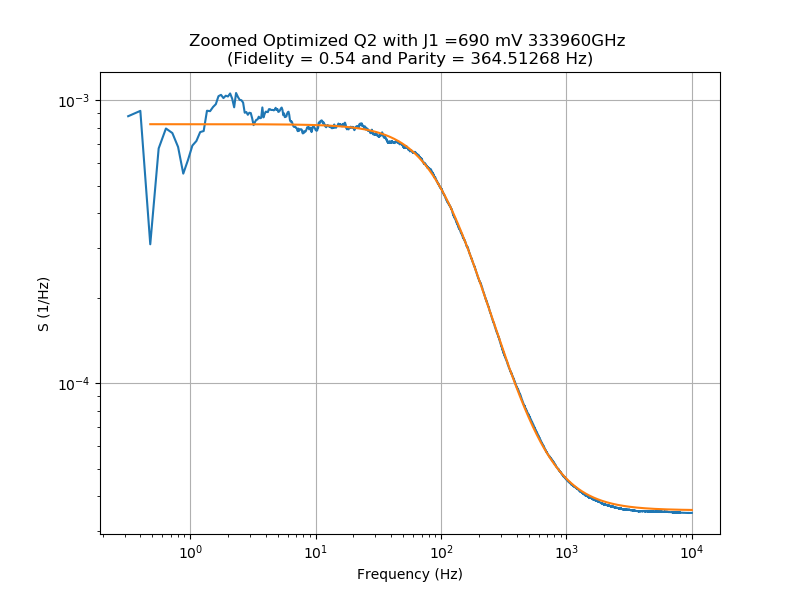 Zoomed Optimized Q2 with J1 =690 mV 333960GHz
(Fidelity = 0.54 and Parity = 364.51268 Hz)
10⁻³
10⁻⁴
S (1/Hz)
10⁰ 10¹ 10² 10³ 10⁴
Frequency (Hz)